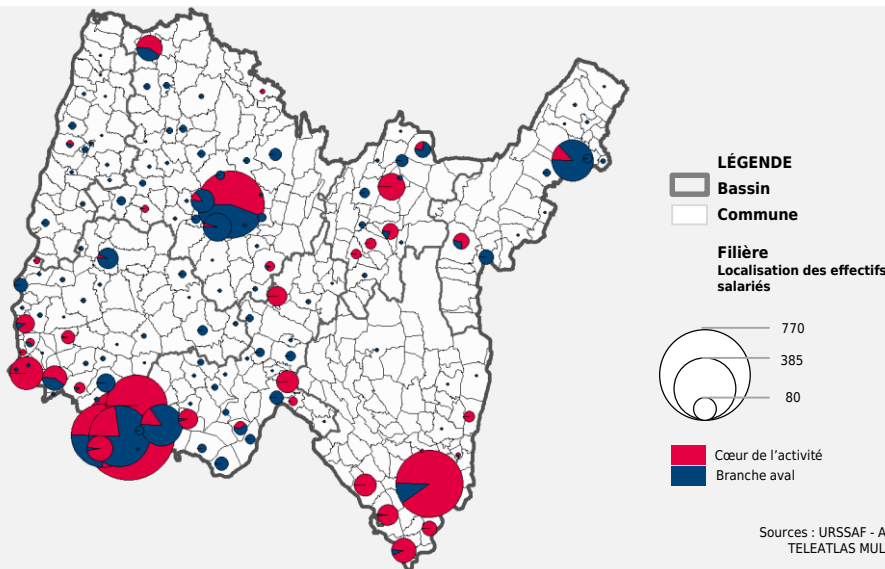 LÉGENDE
Bassin
Commune
Filière
Localisation des effectifs
salariés
770
385
80
Cœur de l’activité
Branche aval
Sources : URSSAF - A
TELEATLAS MUL